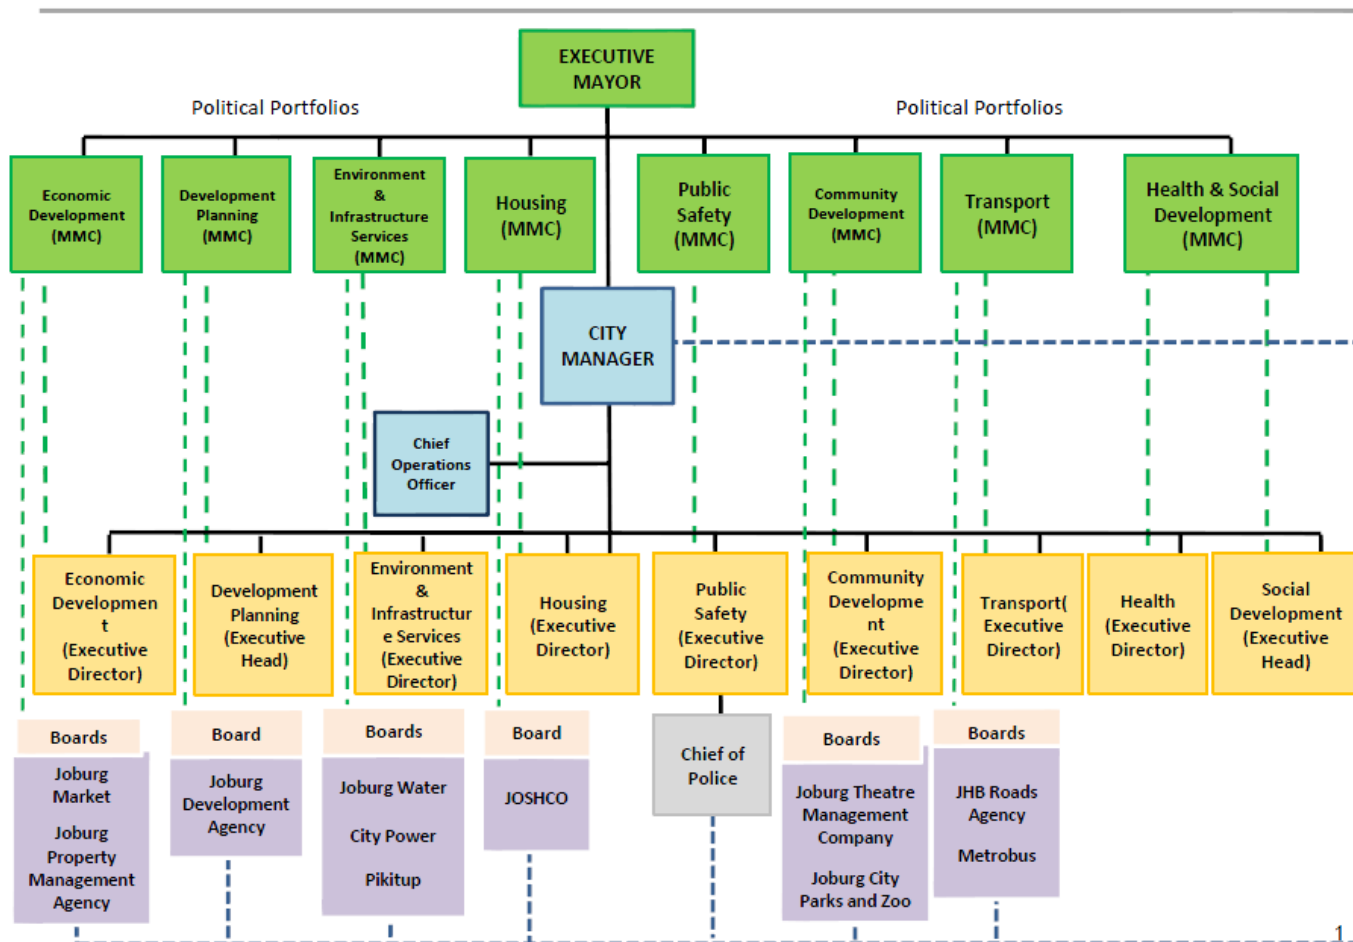 EXECUTIVE
MAYOR
Political Portfolios
Political Portfolios
Economic
Development
(MMC)
Development
Planning
(MMC)
Environment
&
Infrastructure
Services
(MMC)
Housing
(MMC)
Public
Safety
(MMC)
Community
Development
(MMC)
Transport
(MMC)
Health & Social
Development
(MMC)
CITY
MANAGER
Chief
Operations
Officer
Economic
Developmen
t
(Executive
Director)
Development
Planning
(Executive
Head)
Environment
&
Infrastructur
e Services
(Executive
Director)
Housing
(Executive
Director)
Public
Safety
(Executive
Director)
Community
Developme
nt
(Executive
Director)
Transport(
Executive
Director)
Health
(Executive
Director)
Social
Development
(Executive
Head)
Boards
Joburg
Market
Joburg
Property
Management
Agency
Board
Joburg
Development
Agency
Boards
Joburg Water
City Power
Pikitup
Board
JOSHCO
Chief of
Police
Boards
Joburg Theatre
Management
Company
Joburg City
Parks and Zoo
Boards
JHB Roads
Agency
Metrobus
1